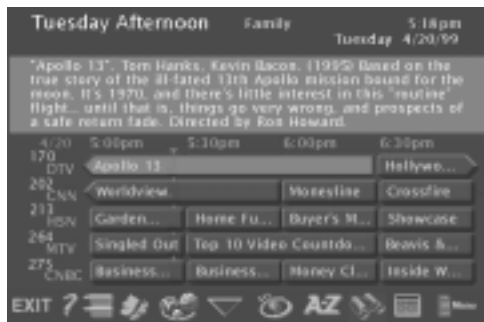 Tuesday Afternoon Family 5:18pm
Tuesday 4/20/99
"Apollo 13". Tom Hanks, Kevin Bacon. (1995) Based on the
true story of the ill-fated 13th Apollo mission bound for the
moon. It's 1970, and there's little interest in this "routine"
flight... until that is, things go very wrong, and prospects of
a safe return fade. Directed by Ron Howard.
4/20 5:00pm 5:30pm 6:00pm 6:30pm
170 DTV Apollo 13 Hollywo...
202 CNN Worldview. Moneyline Crossfire
213 HSN Garden... Home Fu... Buyer's M... Showcase
264 MTV Singled Out Top 10 Video Countdo... Beavis &...
275 CNBC Business... Business... Money Cl... Inside W...
EXIT ? A-Z Menu